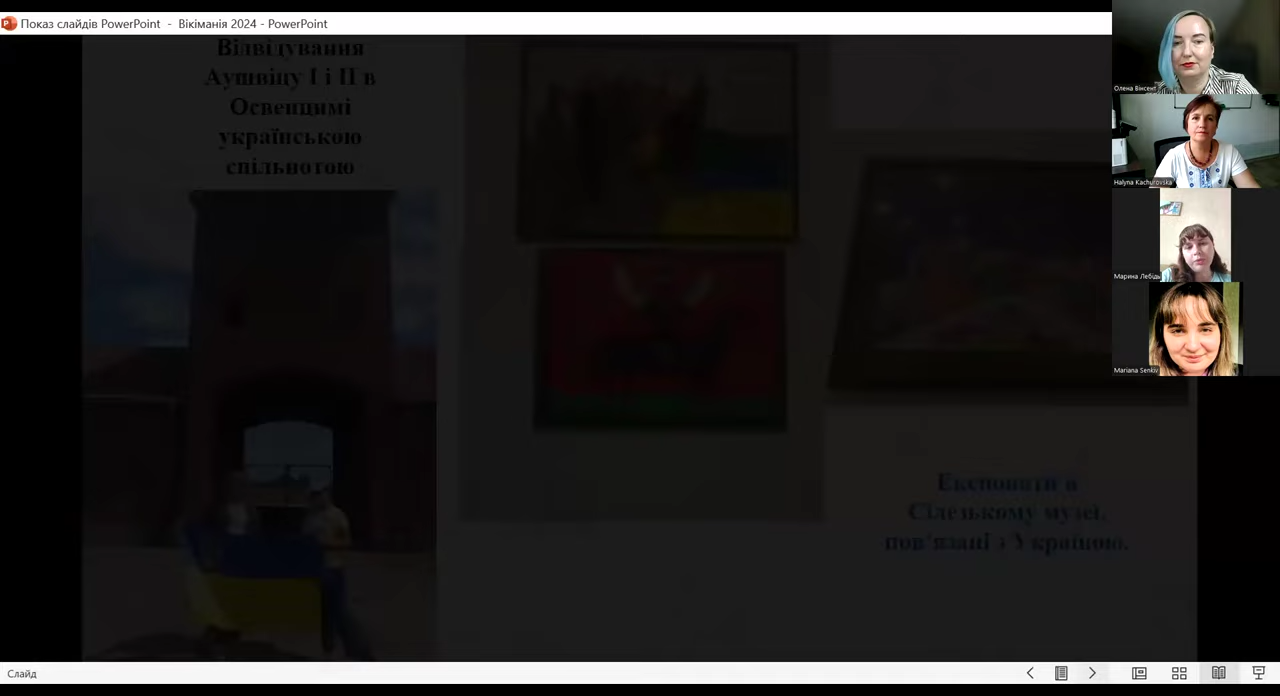 Показ слайдів PowerPoint - Вікіманія 2024 - PowerPoint
Відвідування
Аушвіцу I і II в
Освенцимі
українською
спільнотою
Експонати в
Сілезькому музеї,
пов'язані з Україною.
Олена Вінсент
Halyna Kachurovska
Марина Лебідь
Mariana Senkiv
Слайд